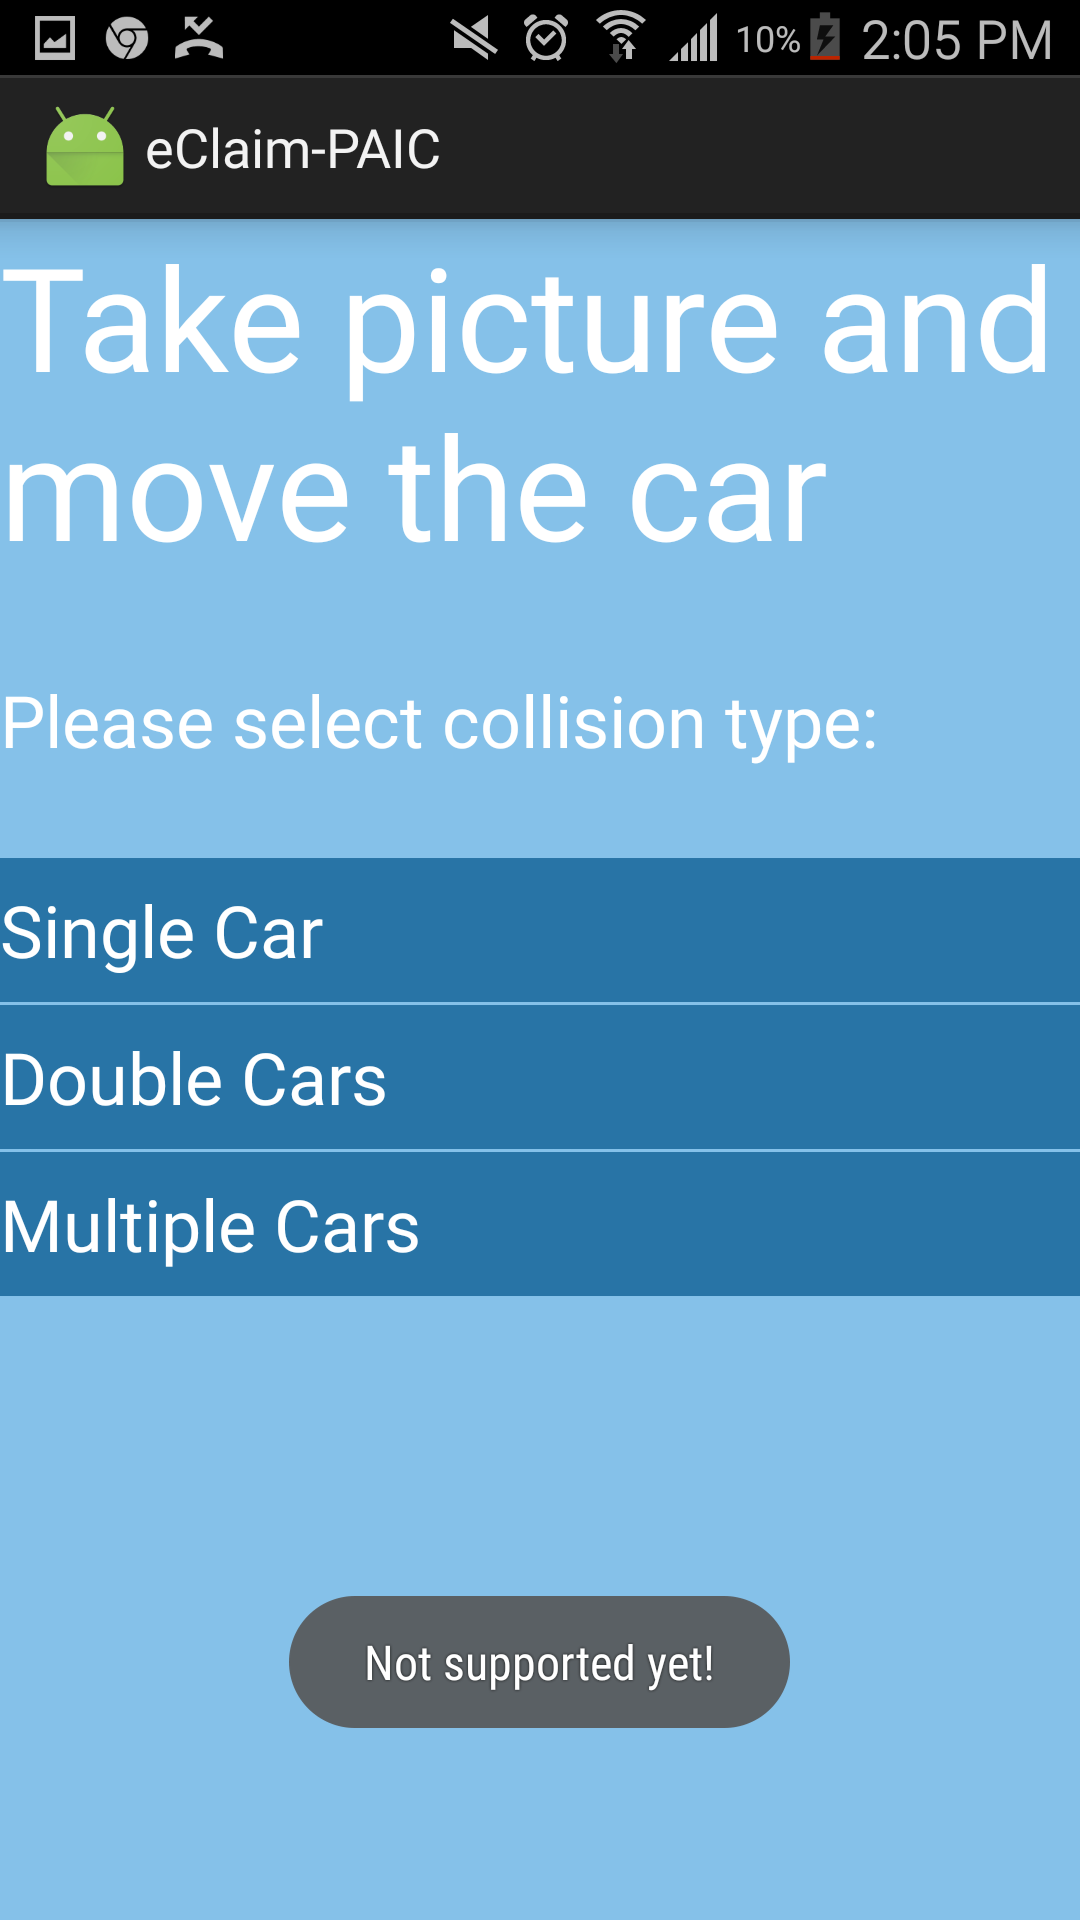 10% 2:05 PM
eClaim-PAIC
Take picture and
move the car
Please select collision type:
Single Car
Double Cars
Multiple Cars
Not supported yet!